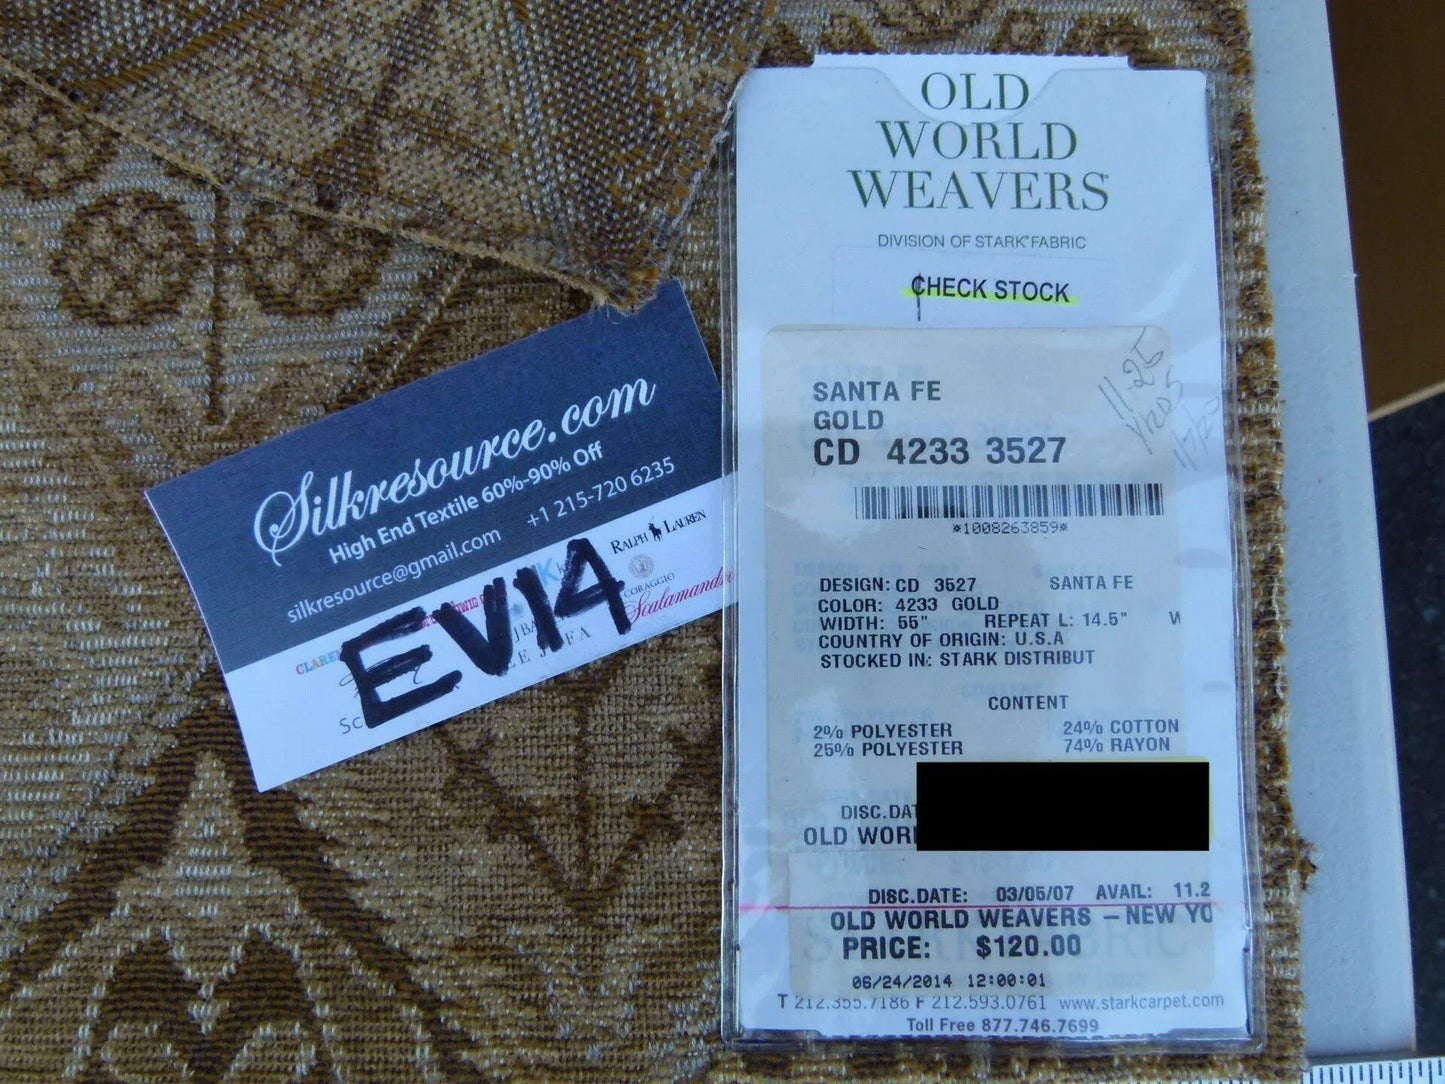 Silkresource.com
High End Textile 60%-90% Off
silkresource@gmail.com +1 215-720 6235
RALPH LAUREN
CORAGGIO
Scalamandre
EV14
OLD
WORLD
WEAVERS
DIVISION OF STARK® FABRIC
CHECK STOCK
11.25
SANTA FE
GOLD
CD 4233 3527
*1008263859*
DESIGN: CD 3527 SANTA FE
COLOR: 4233 GOLD
WIDTH: 55" REPEAT L: 14.5" W
COUNTRY OF ORIGIN: U.S.A
STOCKED IN: STARK DISTRIBUT
CONTENT
2% POLYESTER 24% COTTON
25% POLYESTER 74% RAYON
DISC.DAT
OLD WORL
DISC.DATE: 03/05/07 AVAIL: 11.2
OLD WORLD WEAVERS – NEW YO
PRICE: $120.00
06/24/2014 12:00:01
T 212.355.7186 F 212.593.0761 www.starkcarpet.com
Toll Free 877.746.7699